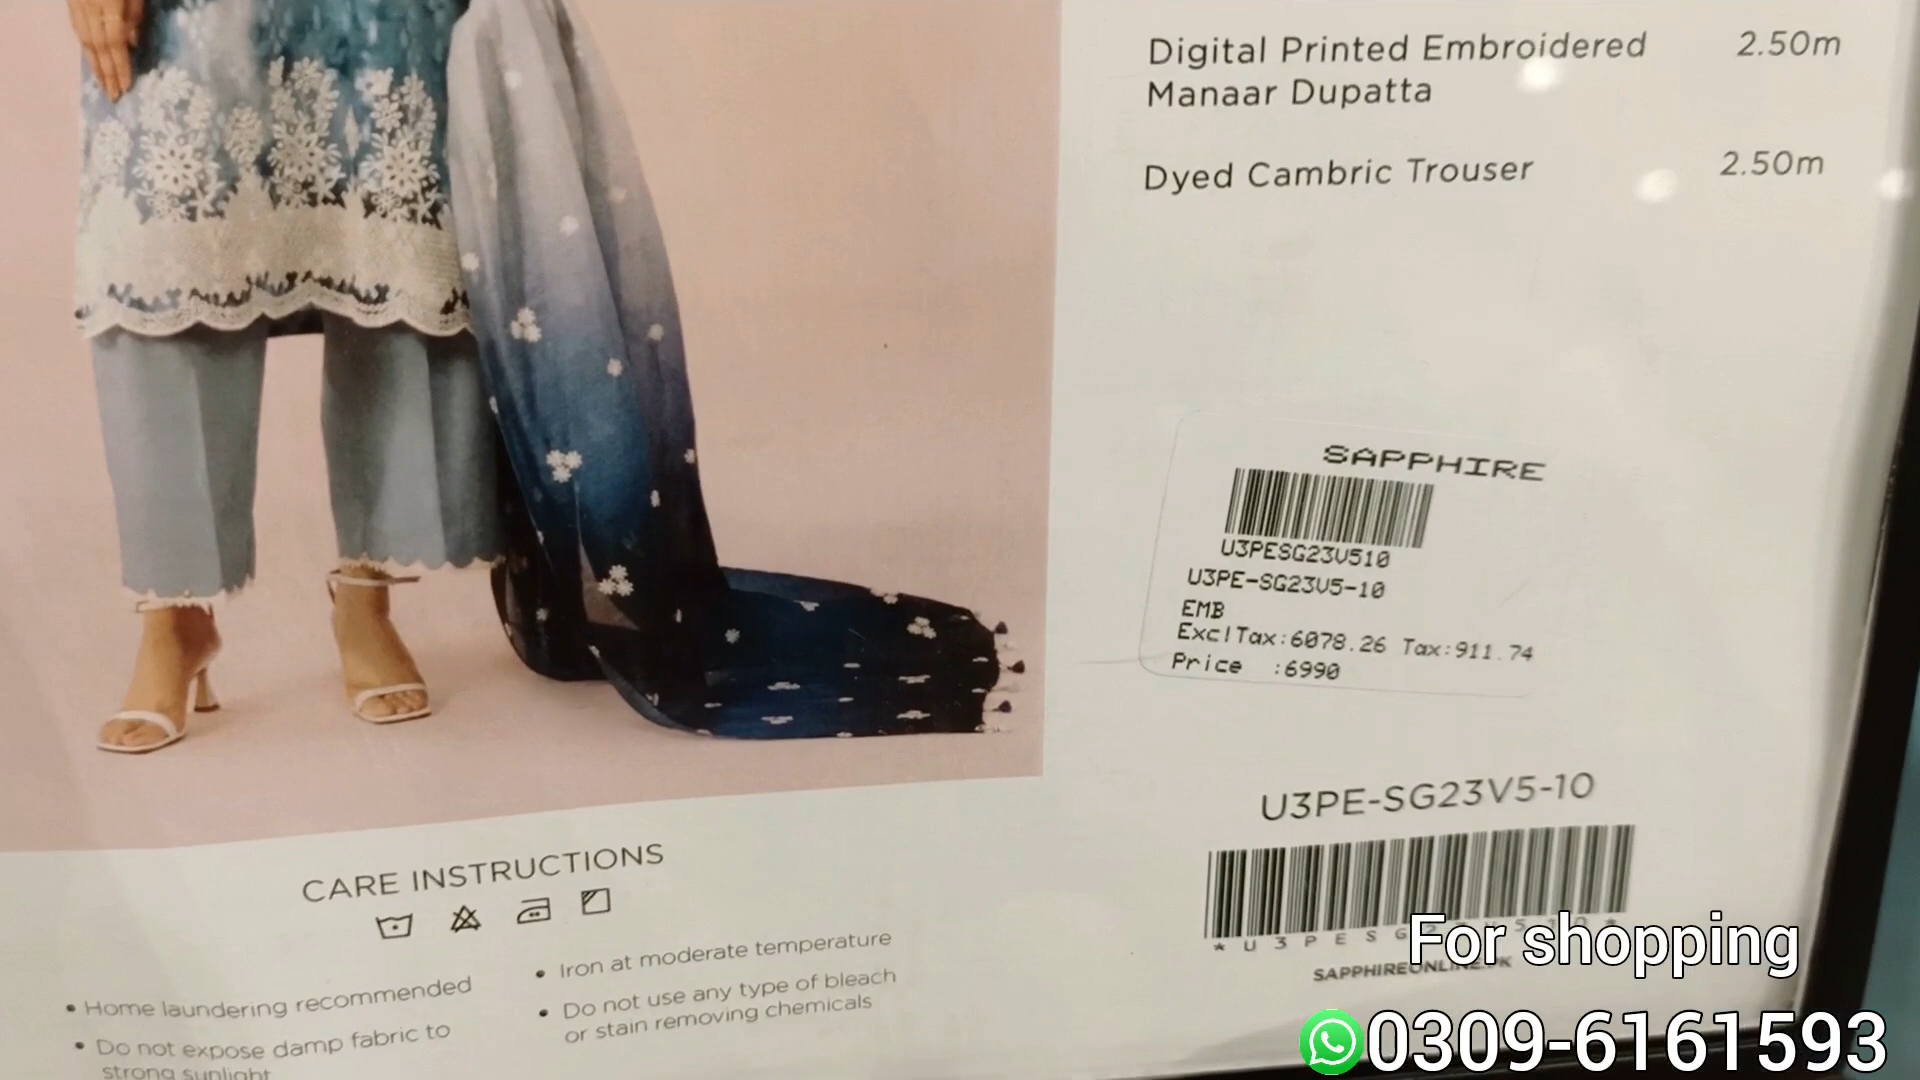 Digital Printed Embroidered 2.50m
Manaar Dupatta
Dyed Cambric Trouser 2.50m
SAPPHIRE
U3PESG23V510
U3PE-SG23V5-10
EMB
ExclTax:6078.26 Tax:911.74
Price :6990
U3PE-SG23V5-10
SAPPHIREONLINE.PK
CARE INSTRUCTIONS
• Home laundering recommended
• Do not expose damp fabric to
strong sunlight
• Iron at moderate temperature
• Do not use any type of bleach
or stain removing chemicals
For shopping
0309-6161593